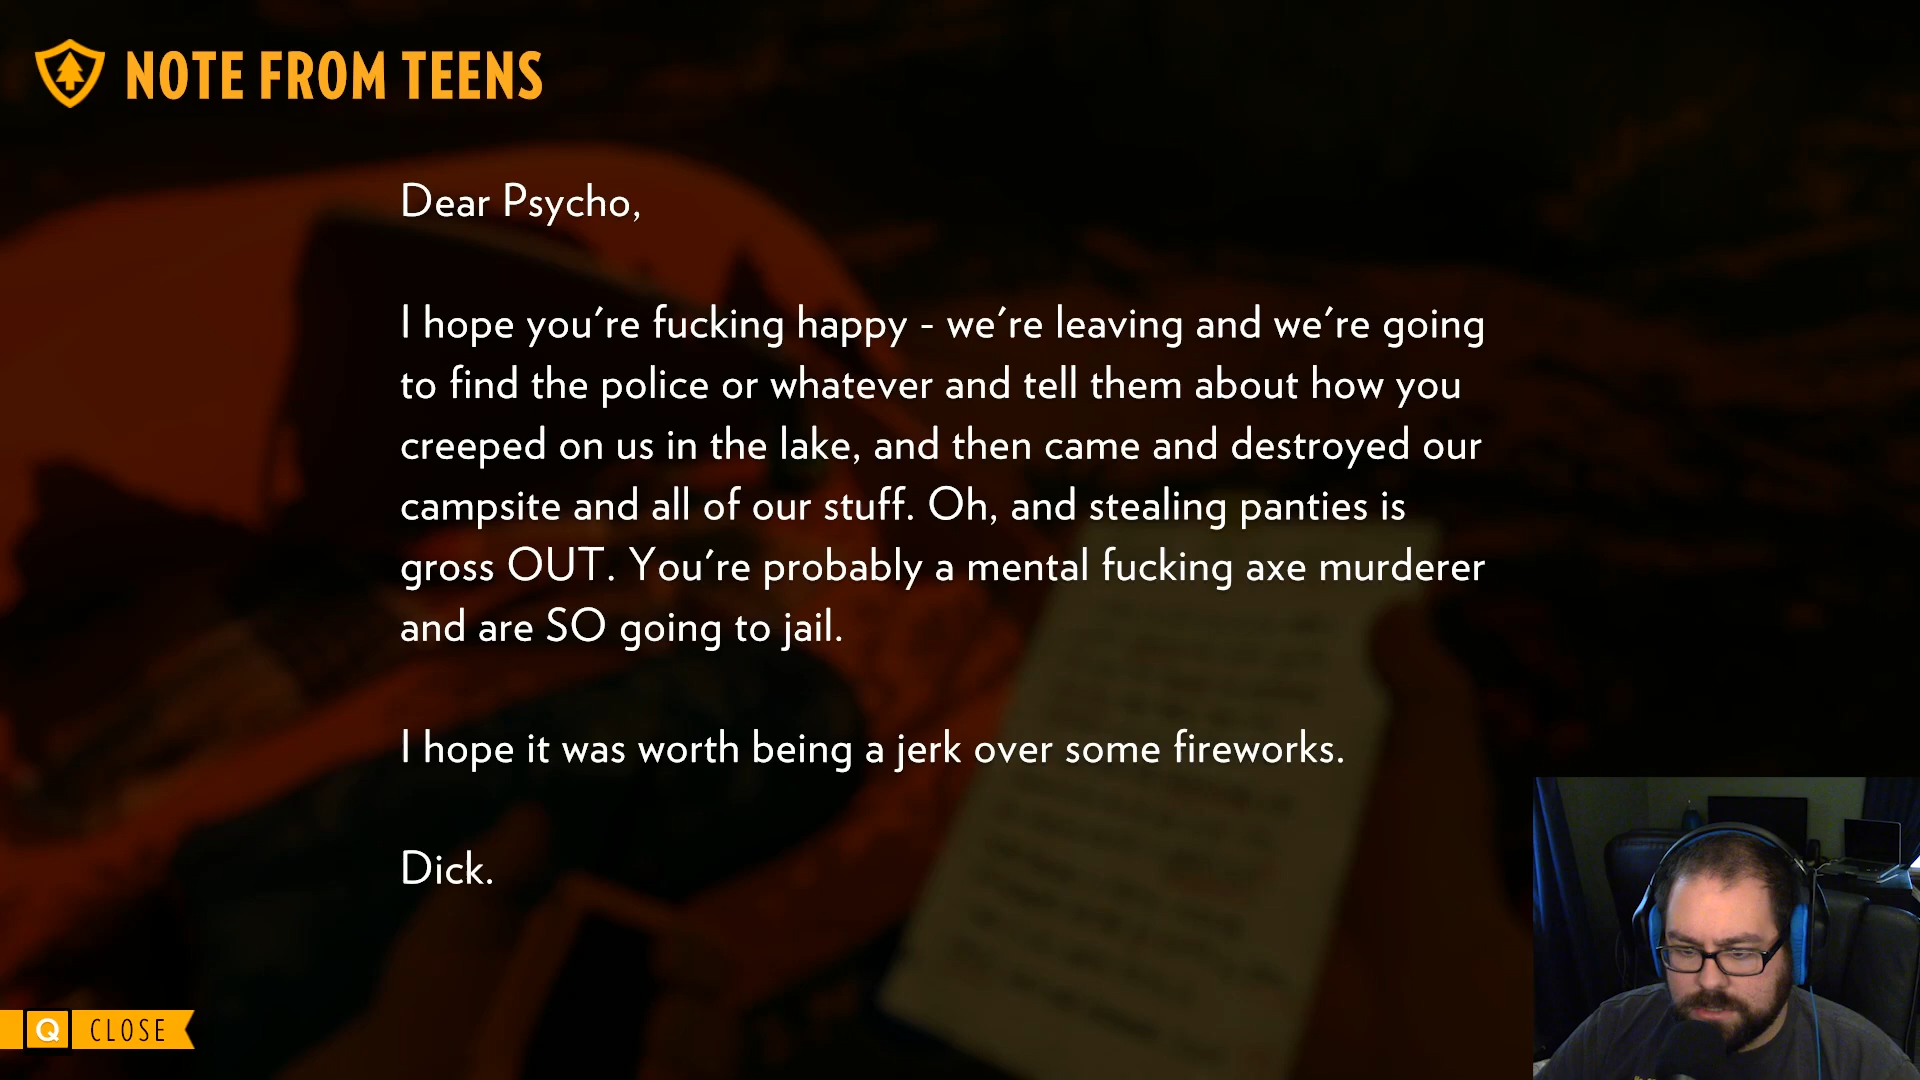 NOTE FROM TEENS
Dear Psycho,
I hope you're fucking happy - we're leaving and we're going
to find the police or whatever and tell them about how you
creeped on us in the lake, and then came and destroyed our
campsite and all of our stuff. Oh, and stealing panties is
gross OUT. You're probably a mental fucking axe murderer
and are SO going to jail.
I hope it was worth being a jerk over some fireworks.
Dick.
Q CLOSE